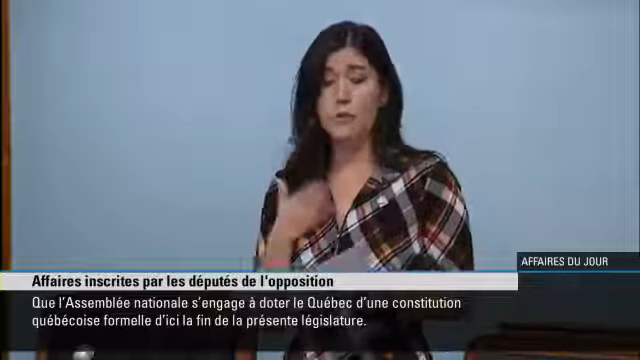 AFFAIRES DU JOUR
Affaires inscrites par les députés de l'opposition
Que l'Assemblée nationale s'engage à doter le Québec d'une constitution
québécoise formelle d'ici la fin de la présente législature.